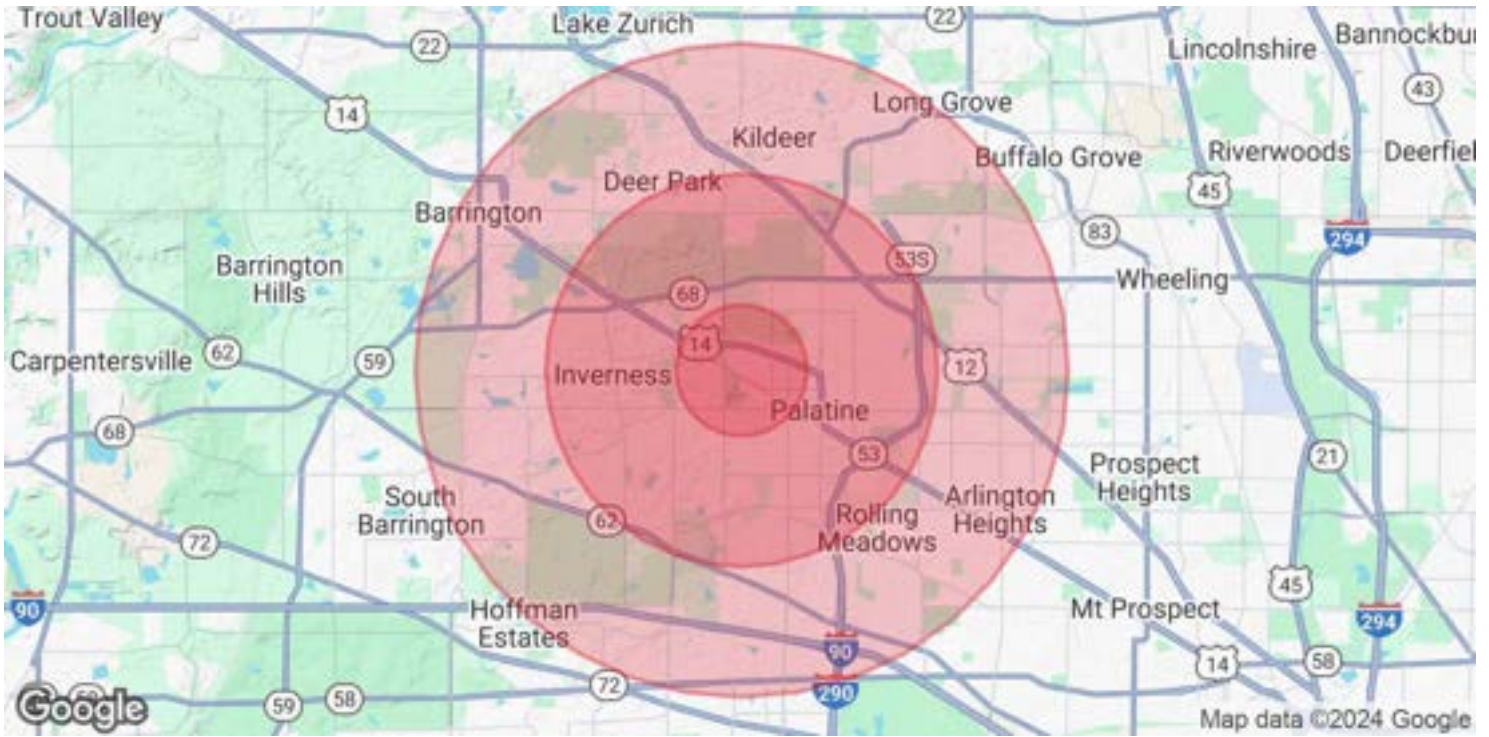 Trout Valley
Lake Zurich
22
22
Lincolnshire
Bannockbur
14
43
Long Grove
Kildeer
Buffalo Grove
Riverwoods
Deerfiel
Deer Park
45
Barrington
83
294
Barrington
Hills
53S
Wheeling
68
14
62
59
Carpentersville
Inverness
12
Palatine
68
53
21
Prospect
Heights
South
Barrington
Arlington
Heights
62
Rolling
Meadows
72
45
90
Hoffman
Estates
Mt Prospect
294
90
14
58
72
290
59
58
Google
Map data ©2024 Google